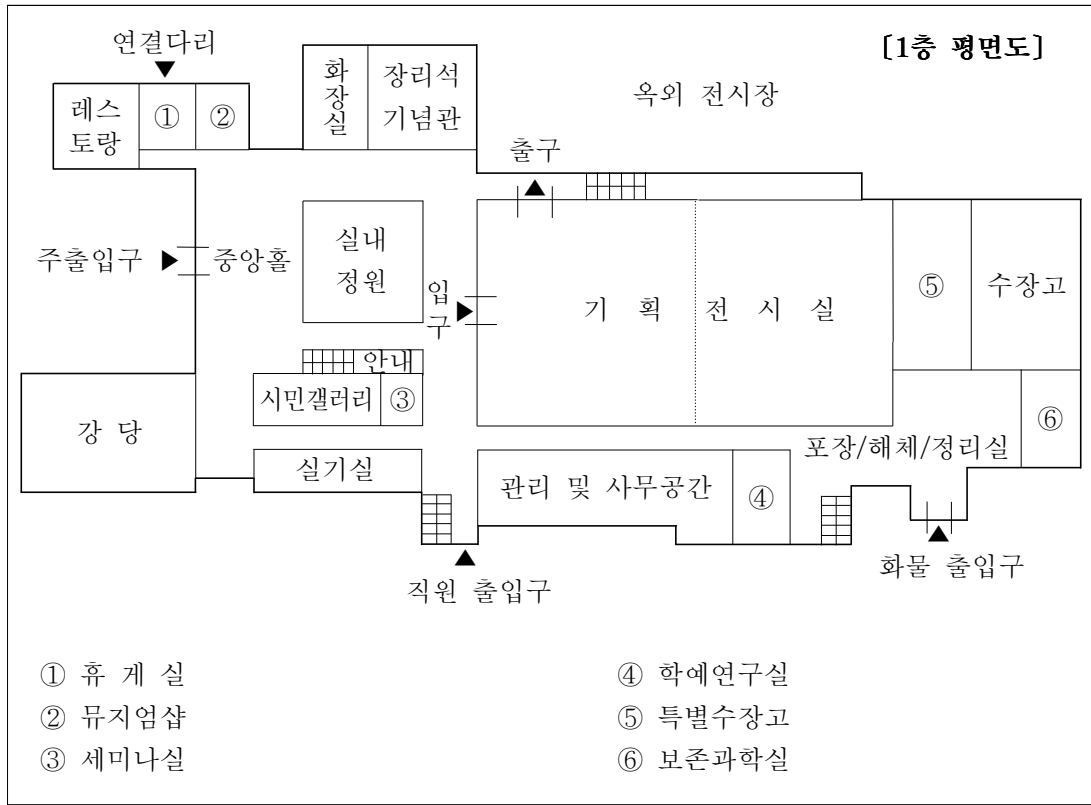 [1층 평면도]
연결다리
화장실
장리석
기념관
옥외 전시장
레스
토랑
①
②
출구
주출입구
중앙홀
실내
정원
입구
기 획 전 시 실
⑤
수장고
안내
시민갤러리
③
강 당
⑥
포장/해체/정리실
실기실
관리 및 사무공간
④
화물 출입구
직원 출입구
① 휴 게 실
② 뮤지엄샵
③ 세미나실
④ 학예연구실
⑤ 특별수장고
⑥ 보존과학실